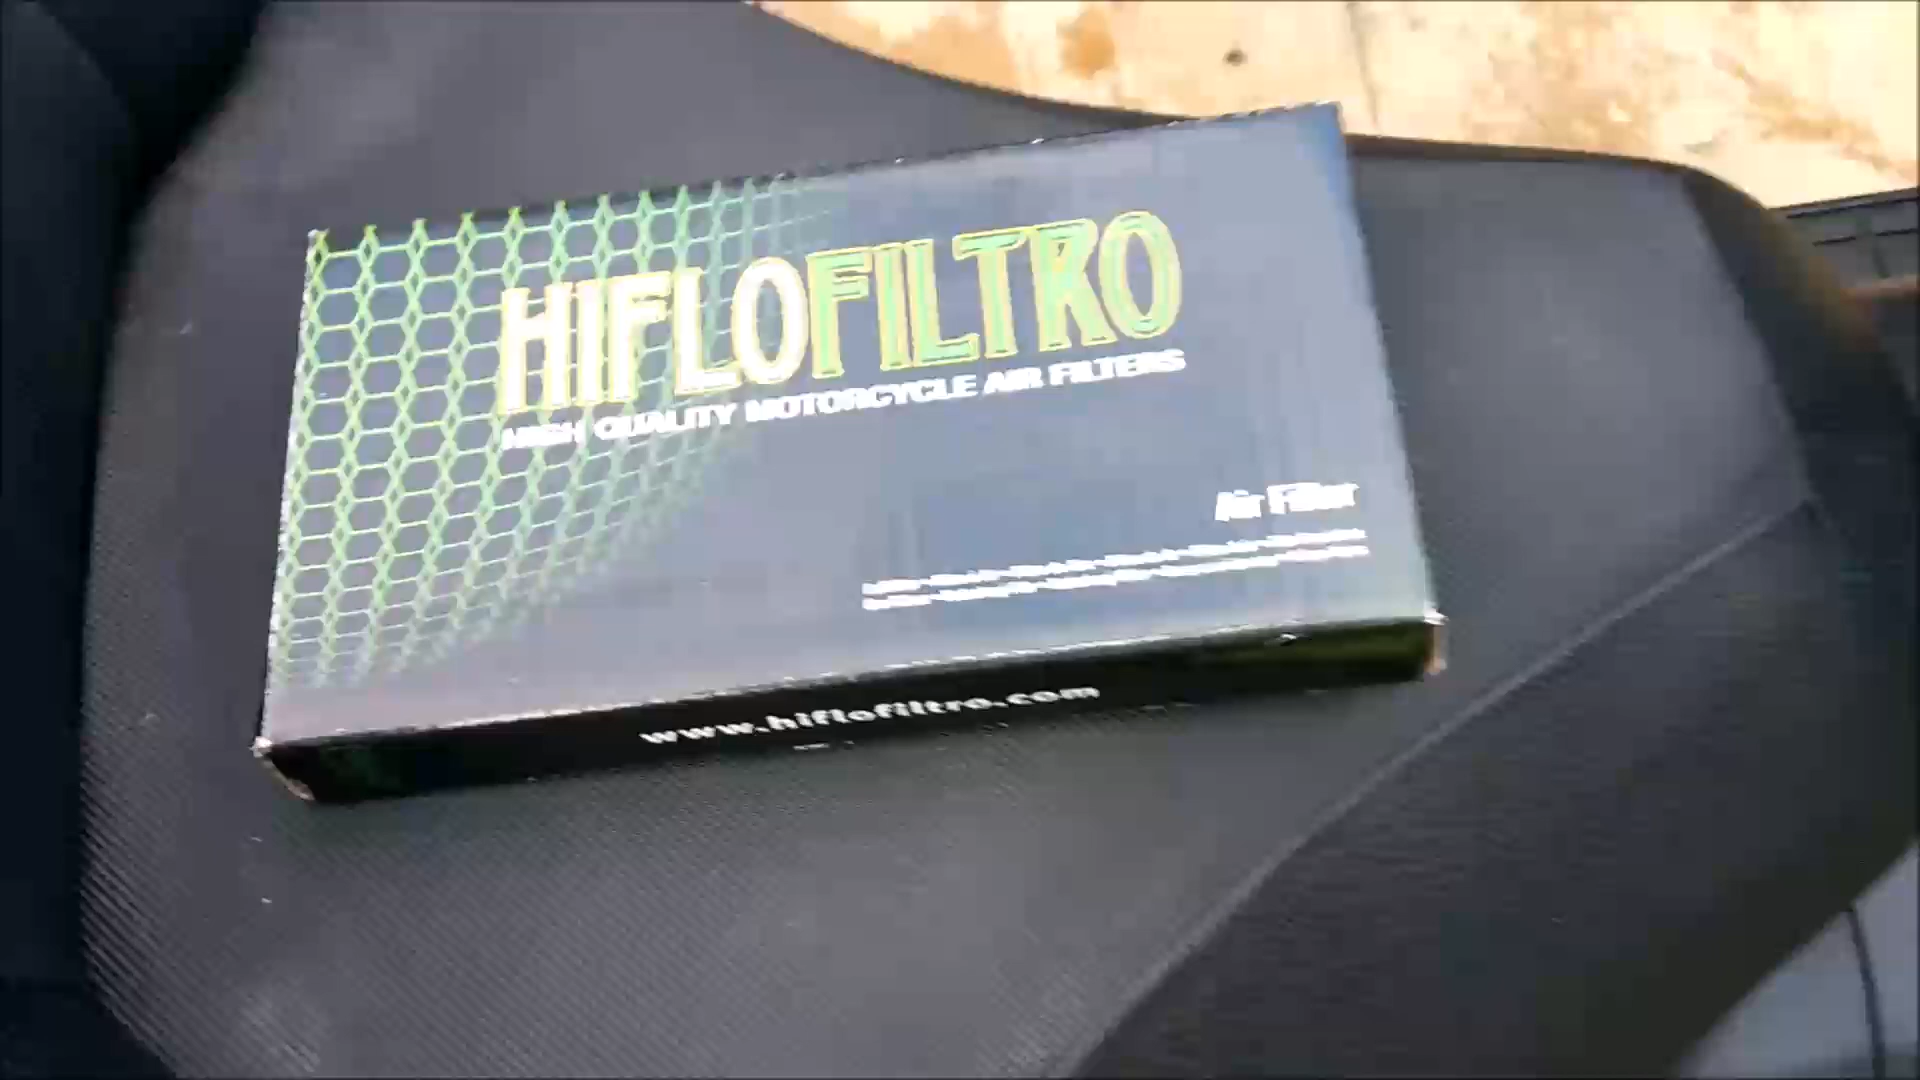 HIFLOFILTRO
HIGH QUALITY MOTORCYCLE AIR FILTERS
Air Filter
www.hiflofiltro.com